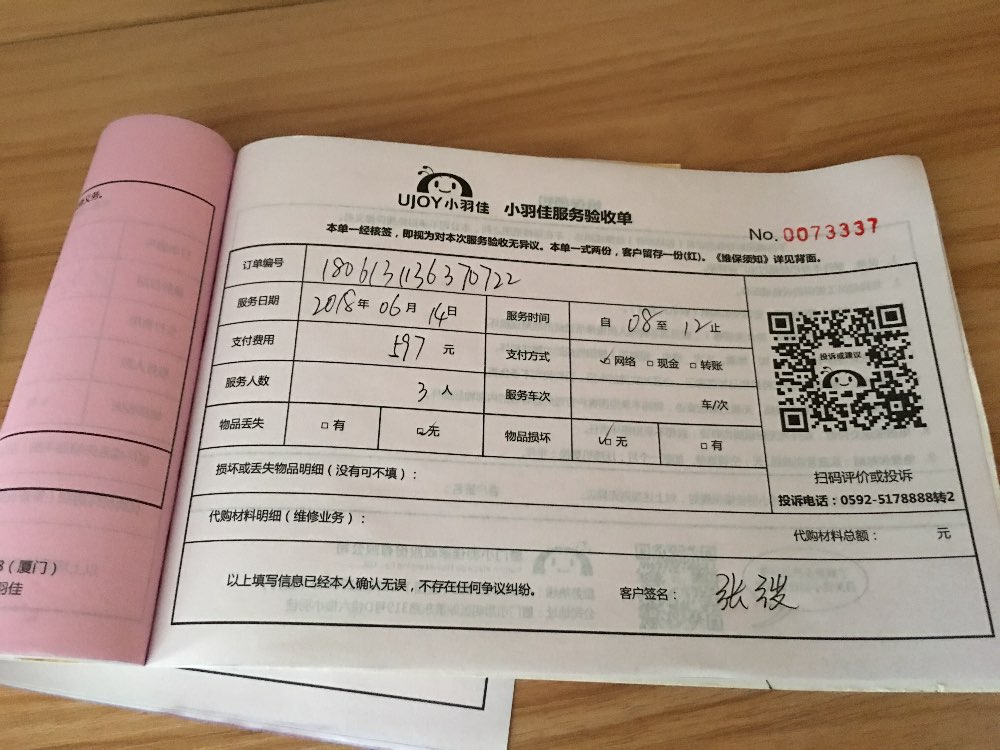 UJOY小羽佳 小羽佳服务验收单
No. 0073337
本单一经核签，即视为对本次服务验收无异议。本单一式两份，客户留存一份(红)。《维保须知》详见背面。
订单编号 1806131136370722
服务日期 2018年 06月 14日 服务时间 自 08 至 12 止
支付费用 597 元 支付方式 网络 现金 转账
服务人数 3 人 服务车次 车/次
物品丢失 有 无 物品损坏 无 有
投诉或建议
扫码评价或投诉
投诉电话：0592-5178888转2
损坏或丢失物品明细（没有可不填）：
代购材料明细（维修业务）：
代购材料总额： 元
以上填写信息已经本人确认无误，不存在任何争议纠纷。 客户签名： 张
（厦门）
羽佳